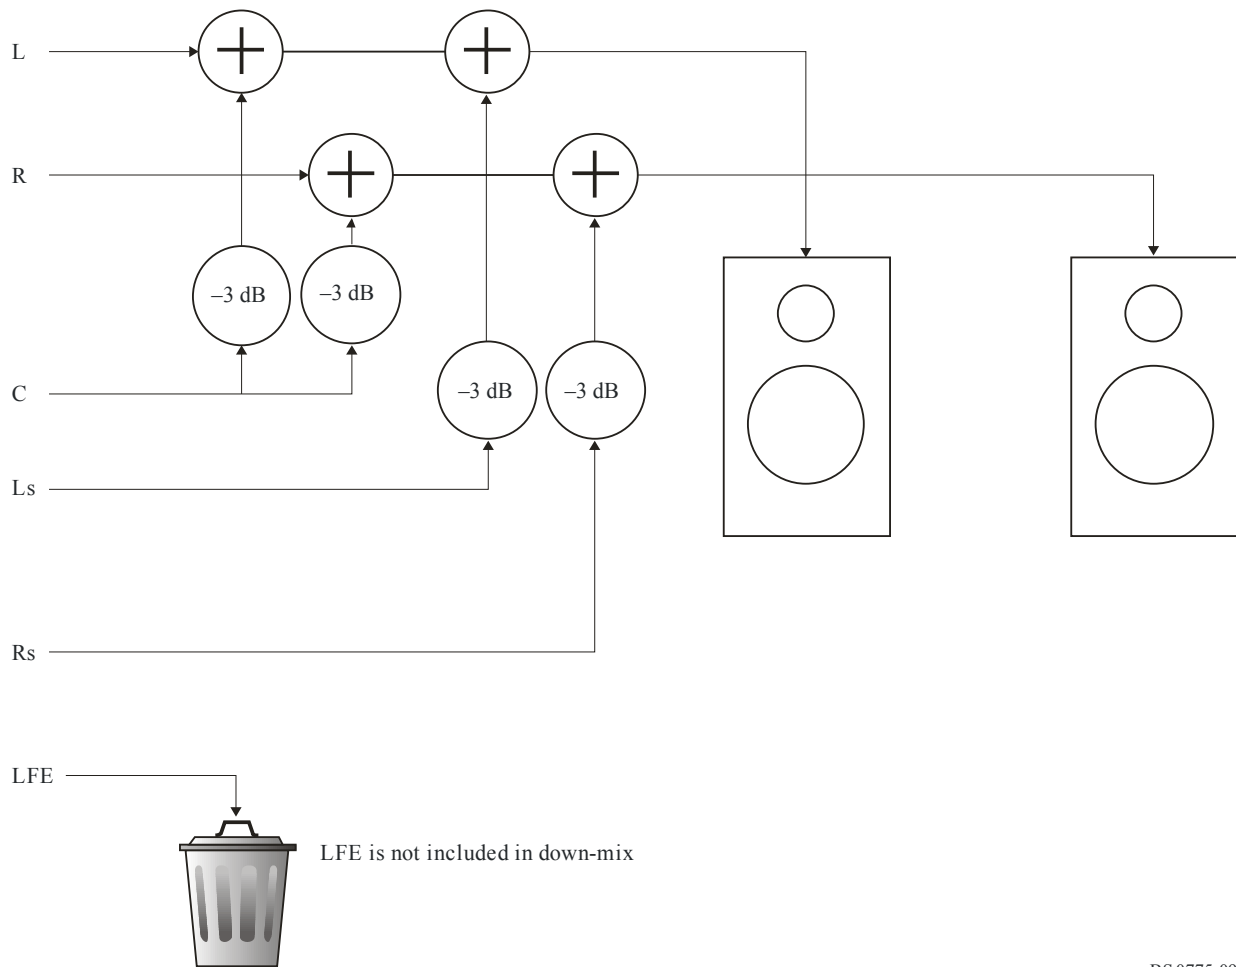 L
R
–3 dB
–3 dB
C
–3 dB
–3 dB
Ls
Rs
LFE
LFE is not included in down-mix